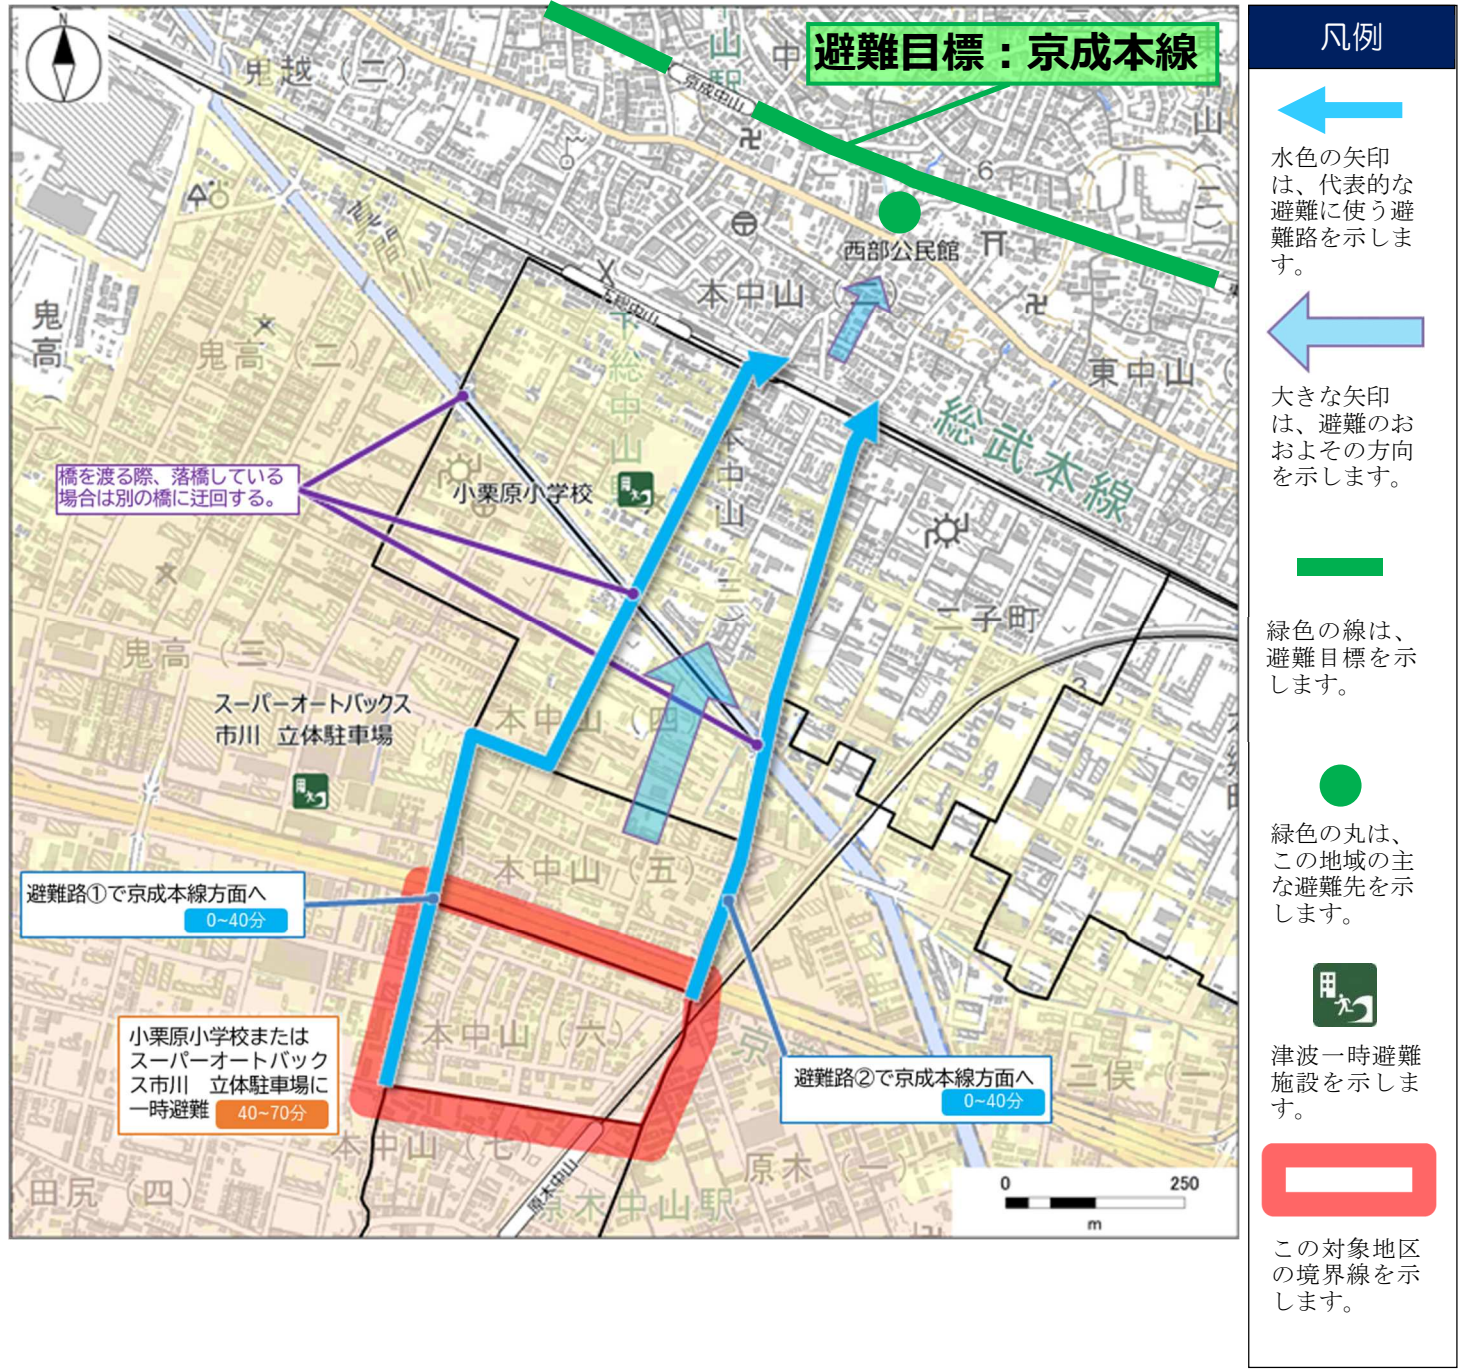 N
避難目標：京成本線
中山駅
中
京成中山
鬼越（二）
山
6
真間川
西部公民館
本中山（二）
下総中山
5
鬼高
鬼高（二）
東中山（
総武本線
橋を渡る際、落橋している
場合は別の橋に迂回する。
小栗原小学校
本中山（三）
二子町
鬼高（三）
スーパーオートバックス
市川　立体駐車場
本中山（四）
本中山（五）
避難路①で京成本線方面へ
0~40分
本中山（六）
小栗原小学校または
スーパーオートバック
ス市川　立体駐車場に
一時避難 40~70分
避難路②で京成本線方面へ
0~40分
京
二俣（一）
本中山（七）
原木（一）
原木中山
原木中山駅
田尻（四）
0 250
m
凡例
水色の矢印
は、代表的な
避難に使う避
難路を示しま
す。
大きな矢印
は、避難のお
およその方向
を示します。
緑色の線は、
避難目標を示
します。
緑色の丸は、
この地域の主
な避難先を示
します。
津波一時避難
施設を示しま
す。
この対象地区
の境界線を示
します。